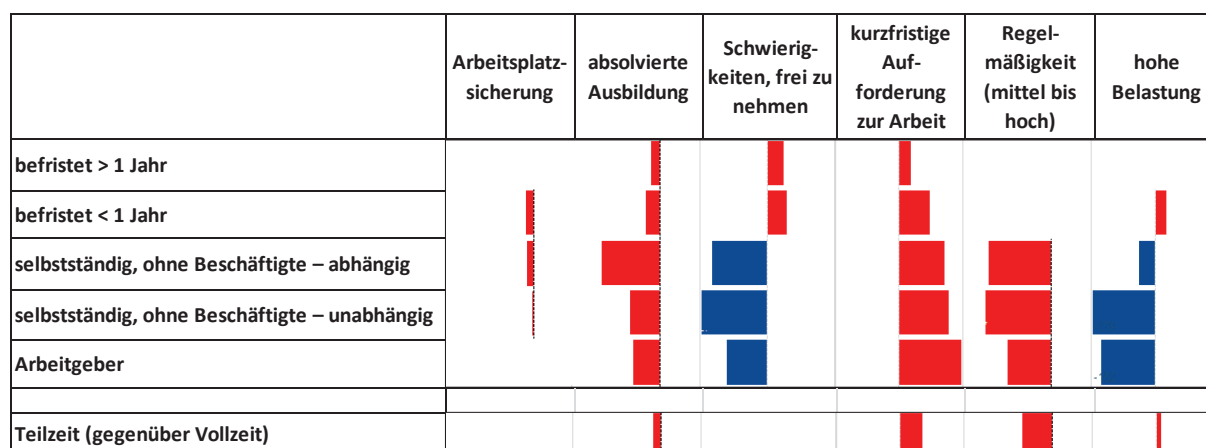 Arbeitsplatz-
sicherung
absolvierte
Ausbildung
Schwierig-
keiten, frei zu
nehmen
kurzfristige
Auf-
forderung
zur Arbeit
Regel-
mäßigkeit
(mittel bis
hoch)
hohe
Belastung
befristet > 1 Jahr
befristet < 1 Jahr
selbstständig, ohne Beschäftigte – abhängig
selbstständig, ohne Beschäftigte – unabhängig
Arbeitgeber
Teilzeit (gegenüber Vollzeit)